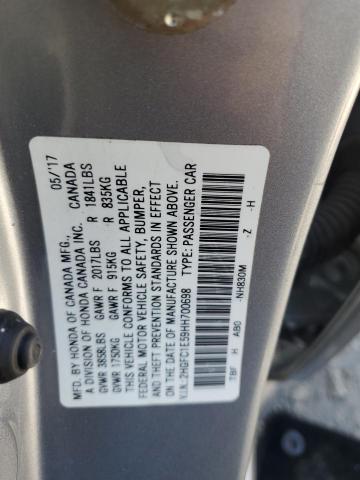 MFD. BY HONDA OF CANADA MFG., 05/'17
A DIVISION OF HONDA CANADA INC. CANADA
GVWR 3858LBS GAWR F 2017LBS R 1841LBS
GVWR 1750KG GAWR F 915KG R 835KG
THIS VEHICLE CONFORMS TO ALL APPLICABLE
FEDERAL MOTOR VEHICLE SAFETY, BUMPER,
AND THEFT PREVENTION STANDARDS IN EFFECT
ON THE DATE OF MANUFACTURE SHOWN ABOVE.
V.I.N.: 2HGFC1E59HH700698 TYPE: PASSENGER CAR
-NH830M -Z -H
TBF H AB0